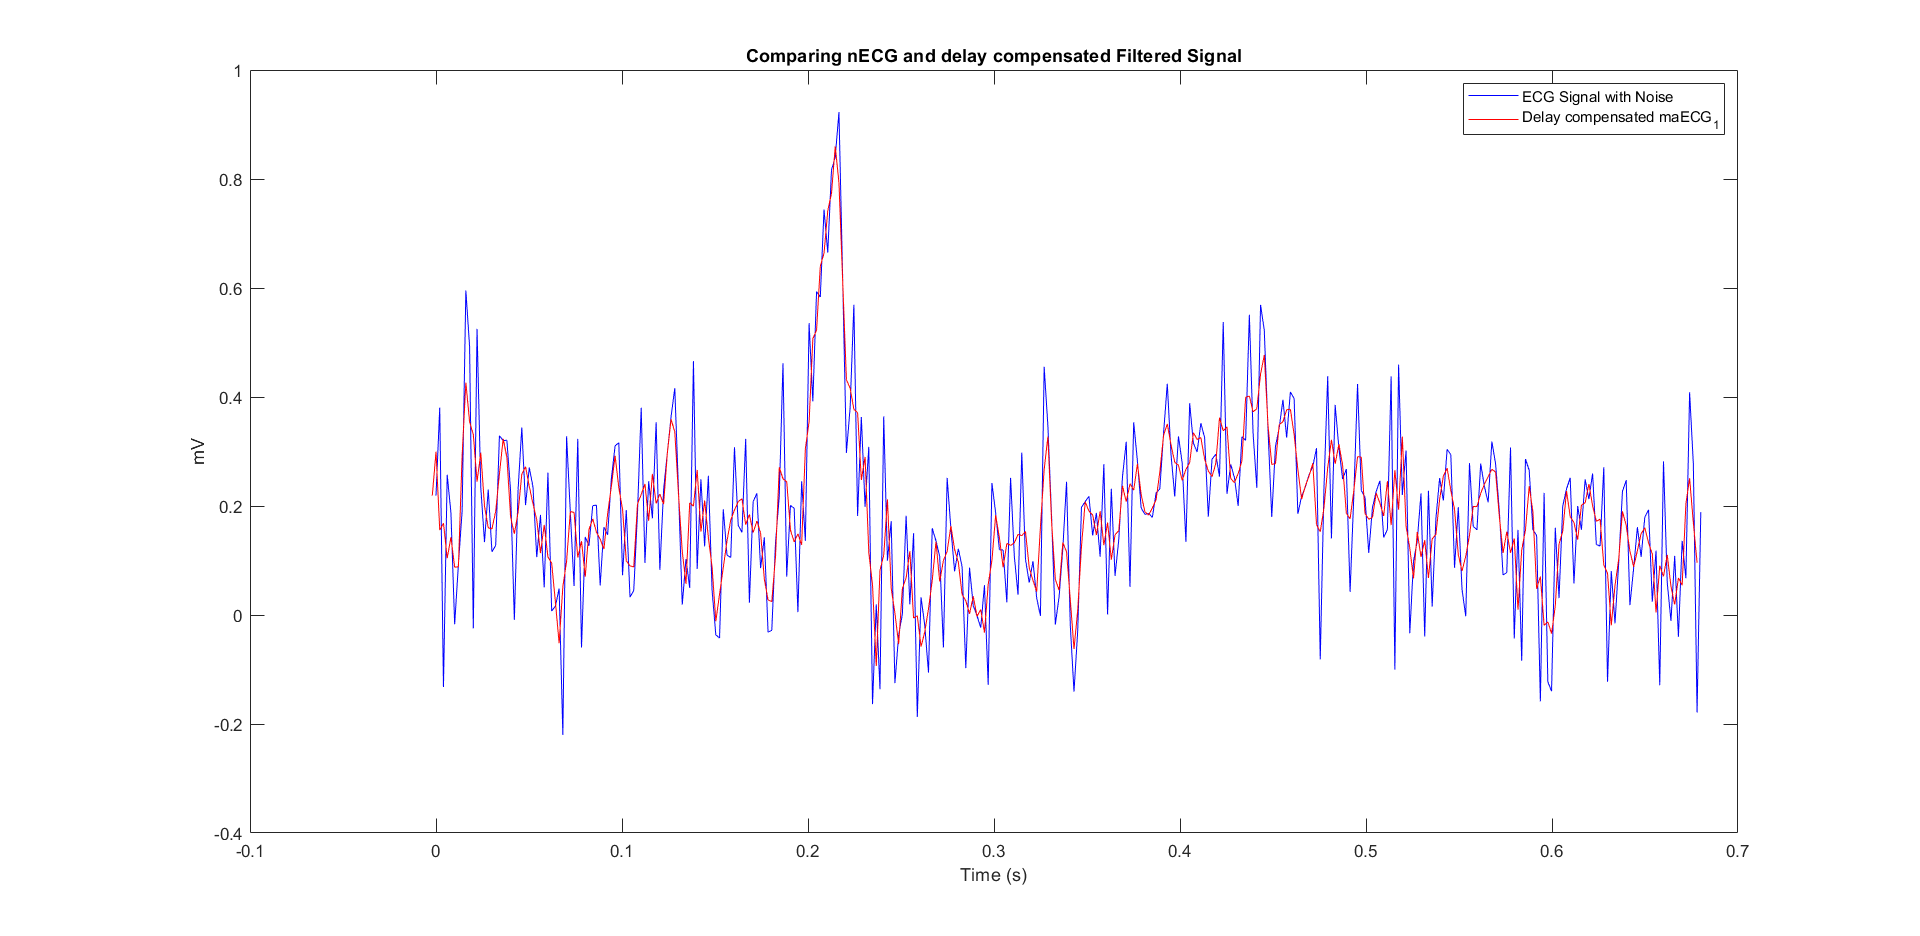 Comparing nECG and delay compensated Filtered Signal
ECG Signal with Noise
Delay compensated maECG1
1
0.8
0.6
0.4
0.2
0
-0.2
-0.4
mV
-0.1 0 0.1 0.2 0.3 0.4 0.5 0.6 0.7
Time (s)